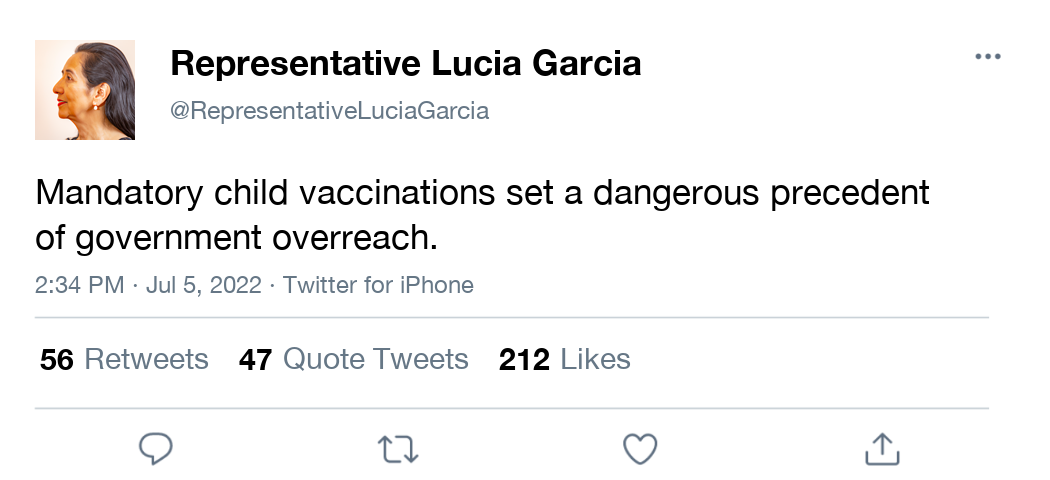 Representative Lucia Garcia
@RepresentativeLuciaGarcia
Mandatory child vaccinations set a dangerous precedent
of government overreach.
2:34 PM · Jul 5, 2022 · Twitter for iPhone
56 Retweets 47 Quote Tweets 212 Likes